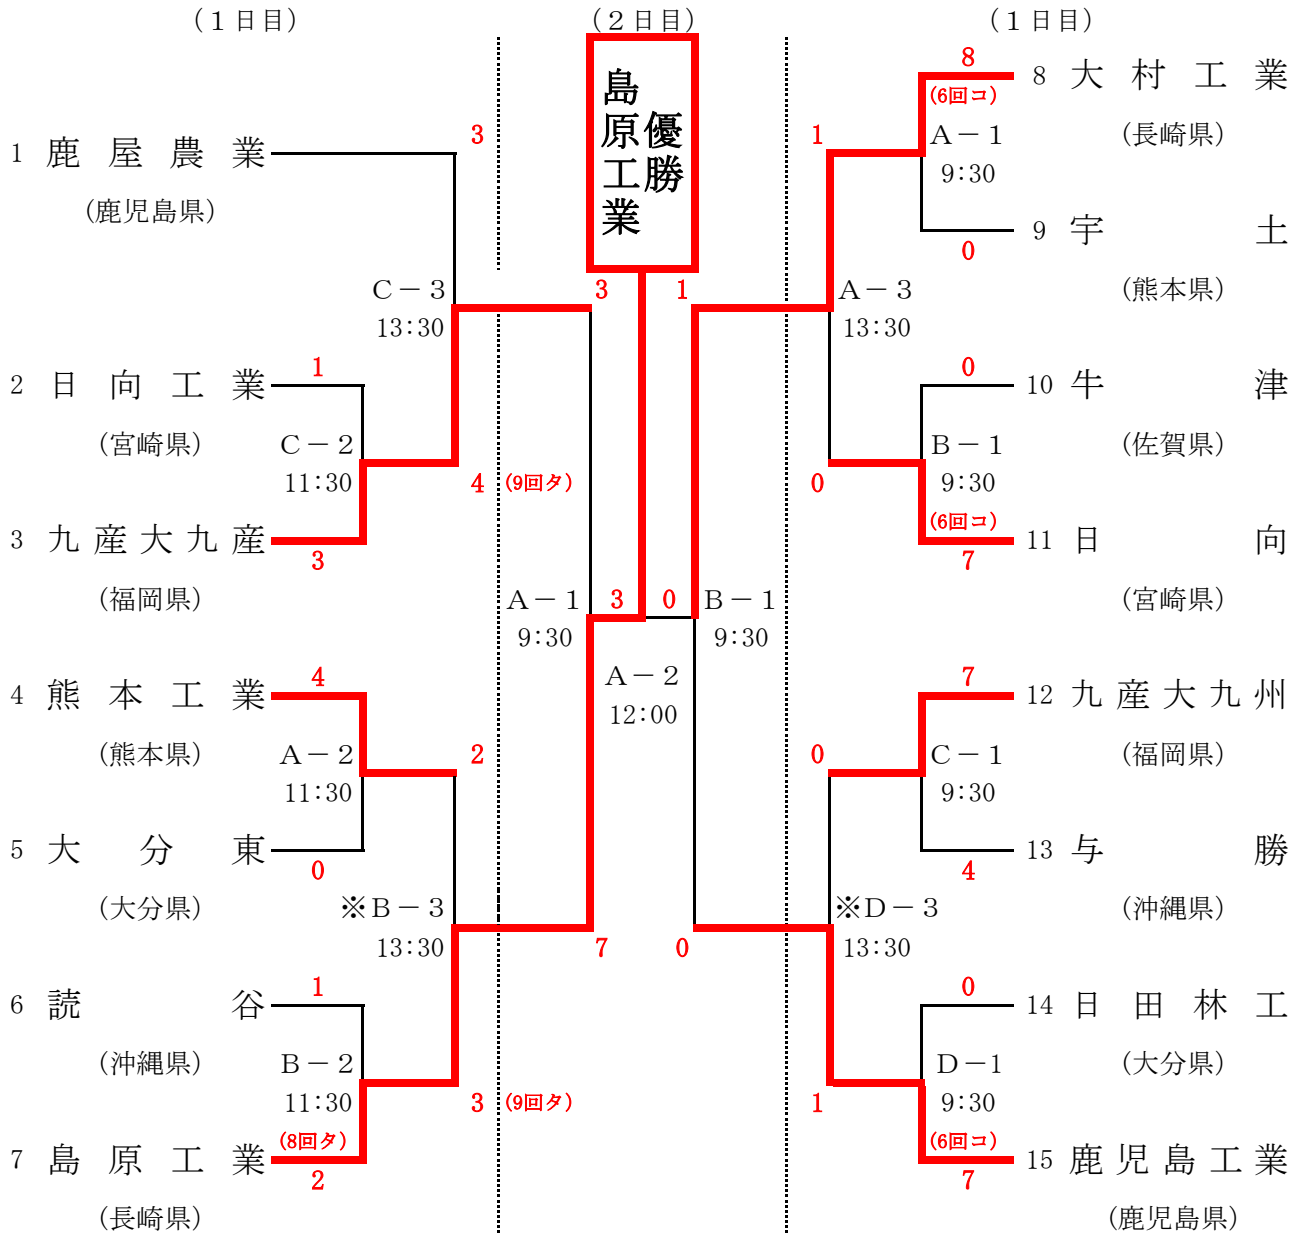 (１日目)
(２日目)
(１日目)
優勝
島原工業
1 鹿屋農業
(鹿児島県)
3
C－3
13:30
2 日向工業
(宮崎県)
1
C－2
11:30
4 (9回タ)
3 九産大九産
(福岡県)
3
4 熊本工業
(熊本県)
4
A－2
11:30
2
5 大分東
(大分県)
0
※B－3
13:30
6 読谷
(沖縄県)
1
B－2
11:30
3 (9回タ)
7 島原工業
(長崎県)
(8回タ)
2
3
A－1
9:30
7
3
0
A－2
12:00
1
B－1
9:30
0
8
(6回コ)
8 大村工業
(長崎県)
1
A－1
9:30
9 宇土
(熊本県)
0
A－3
13:30
0
10 牛津
(佐賀県)
B－1
9:30
0
(6回コ)
7
11 日向
(宮崎県)
7
12 九産大九州
(福岡県)
0
C－1
9:30
13 与勝
(沖縄県)
4
※D－3
13:30
0
14 日田林工
(大分県)
D－1
9:30
1
(6回コ)
7
15 鹿児島工業
(鹿児島県)